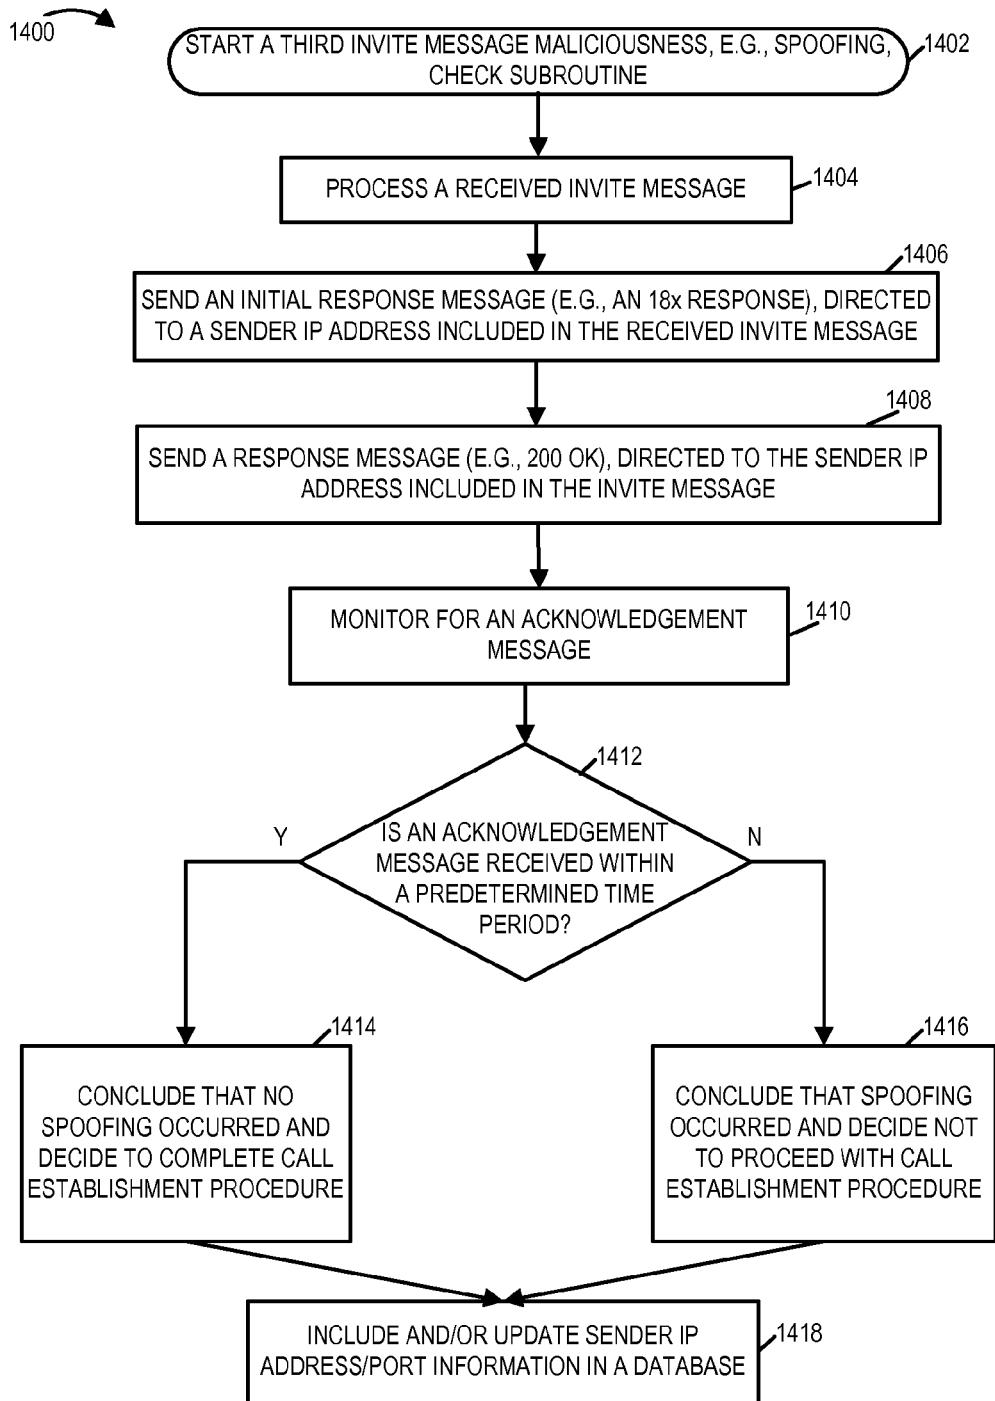 1400
START A THIRD INVITE MESSAGE MALICIOUSNESS, E.G., SPOOFING,
CHECK SUBROUTINE
1402
PROCESS A RECEIVED INVITE MESSAGE
1404
1406
SEND AN INITIAL RESPONSE MESSAGE (E.G., AN 18x RESPONSE), DIRECTED
TO A SENDER IP ADDRESS INCLUDED IN THE RECEIVED INVITE MESSAGE
1408
SEND A RESPONSE MESSAGE (E.G., 200 OK), DIRECTED TO THE SENDER IP
ADDRESS INCLUDED IN THE INVITE MESSAGE
MONITOR FOR AN ACKNOWLEDGEMENT
MESSAGE
1410
1412
Y
IS AN ACKNOWLEDGEMENT
MESSAGE RECEIVED WITHIN
A PREDETERMINED TIME
PERIOD?
N
1414
CONCLUDE THAT NO
SPOOFING OCCURRED AND
DECIDE TO COMPLETE CALL
ESTABLISHMENT PROCEDURE
1416
CONCLUDE THAT SPOOFING
OCCURRED AND DECIDE NOT
TO PROCEED WITH CALL
ESTABLISHMENT PROCEDURE
INCLUDE AND/OR UPDATE SENDER IP
ADDRESS/PORT INFORMATION IN A DATABASE
1418